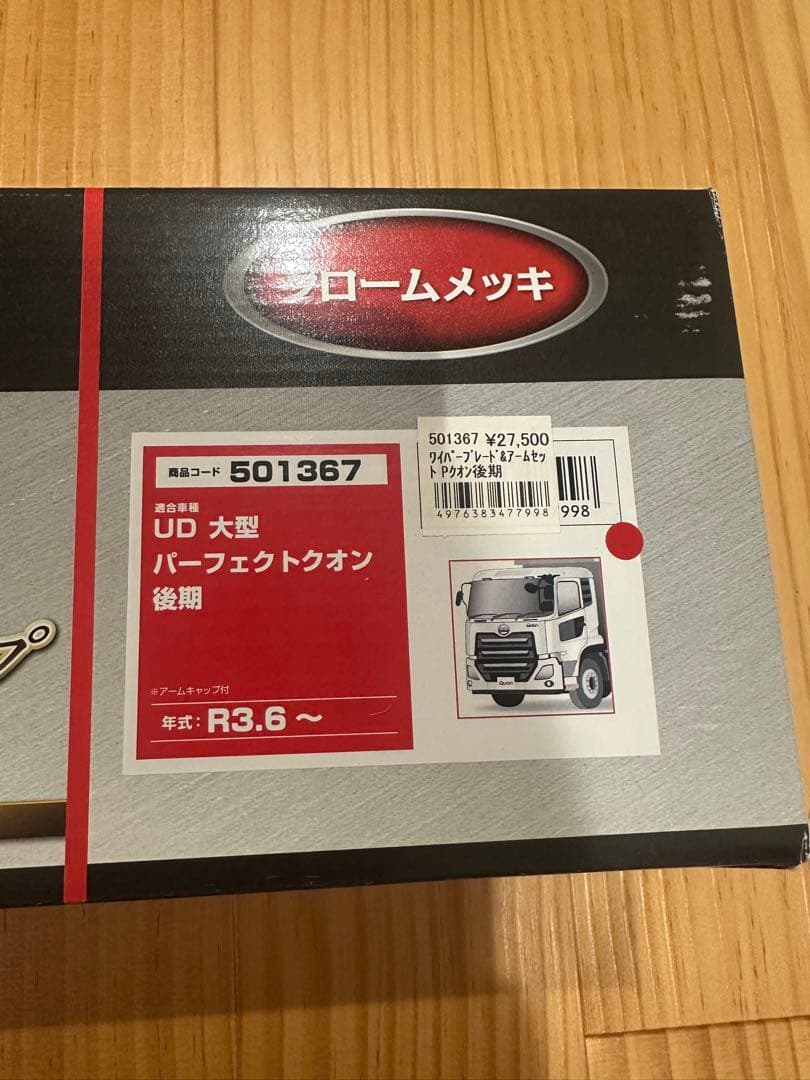 クロームメッキ
商品コード 501367
適合車種
UD 大型
パーフェクトクオン
後期
※アームキャップ付
年式：R3.6～
501367 ¥27,500
ﾜｲﾊﾟｰﾌﾞﾚｰﾄﾞ&ｱｰﾑｾｯ
ﾄ Pｸｵﾝ後期
4976383477998
998
Quon